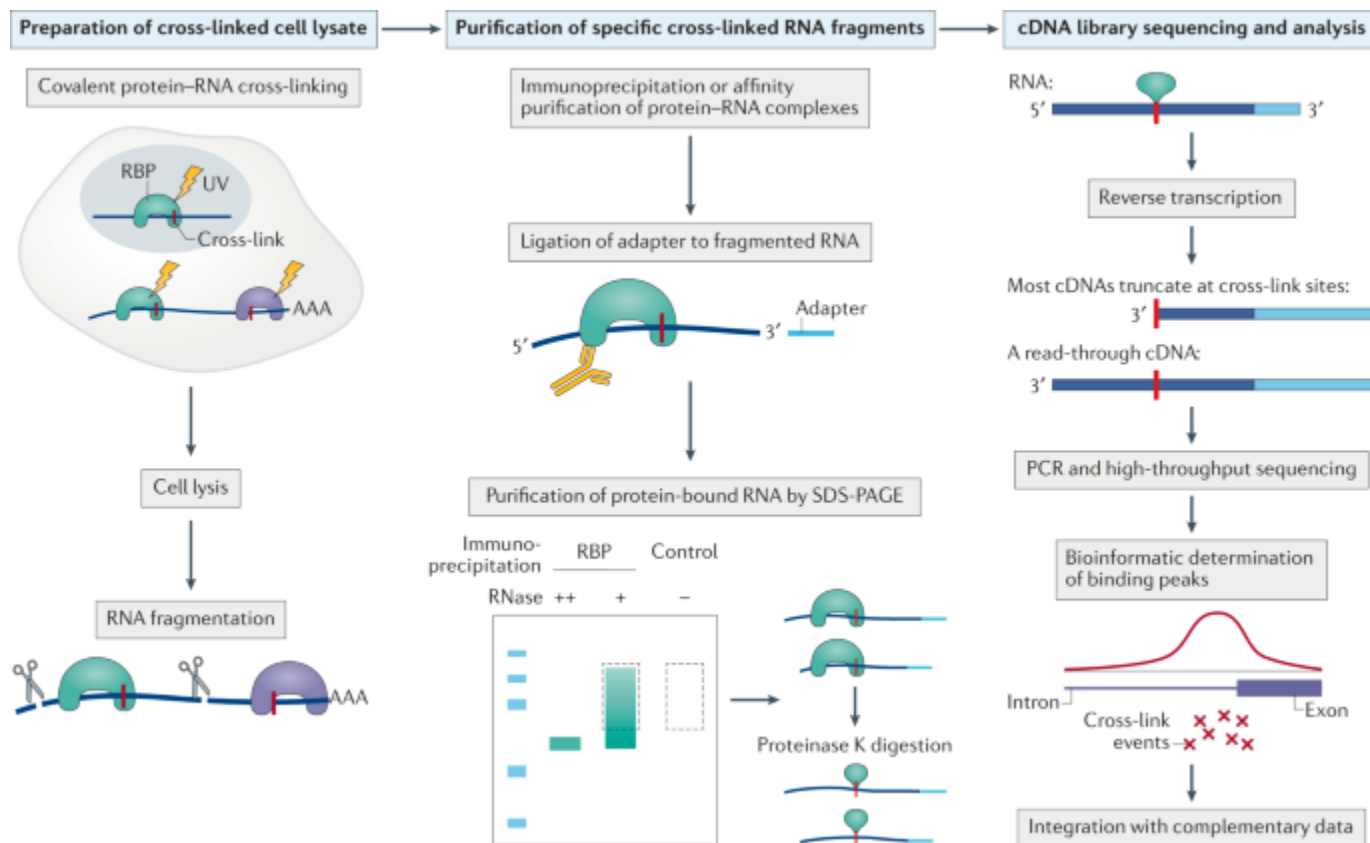 Preparation of cross-linked cell lysate
Covalent protein–RNA cross-linking
RBP
UV
Cross-link
AAA
Cell lysis
RNA fragmentation
AAA
Purification of specific cross-linked RNA fragments
Immunoprecipitation or affinity
purification of protein–RNA complexes
Ligation of adapter to fragmented RNA
Adapter
5′
3′
Purification of protein-bound RNA by SDS-PAGE
Immuno-
precipitation
RBP
Control
RNase
++
+
−
Proteinase K digestion
cDNA library sequencing and analysis
RNA:
5′
3′
Reverse transcription
Most cDNAs truncate at cross-link sites:
3′
A read-through cDNA:
3′
PCR and high-throughput sequencing
Bioinformatic determination
of binding peaks
Intron
Exon
Cross-link
events
Integration with complementary data